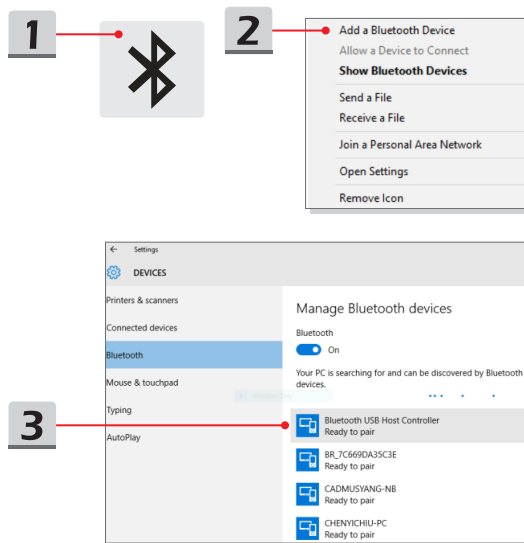 1
2
Add a Bluetooth Device
Allow a Device to Connect
Show Bluetooth Devices
Send a File
Receive a File
Join a Personal Area Network
Open Settings
Remove Icon
← Settings
DEVICES
Printers & scanners
Connected devices
Bluetooth
Mouse & touchpad
Typing
AutoPlay
Manage Bluetooth devices
Bluetooth
On
Your PC is searching for and can be discovered by Bluetooth
devices.
3
Bluetooth USB Host Controller
Ready to pair
BR_7C669DA35C3E
Ready to pair
CADMUSYANG-NB
Ready to pair
CHENYICHIU-PC
Ready to pair